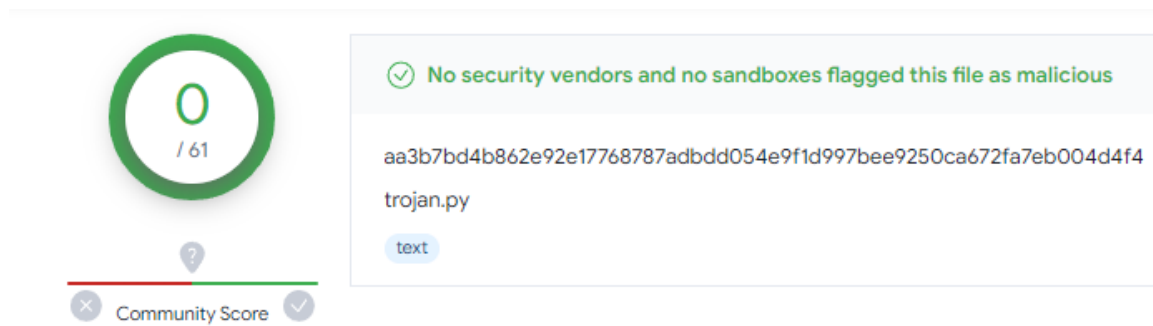 0
/ 61
Community Score
No security vendors and no sandboxes flagged this file as malicious
aa3b7bd4b862e92e17768787adbdd054e9f1d997bee9250ca672fa7eb004d4f4
trojan.py
text